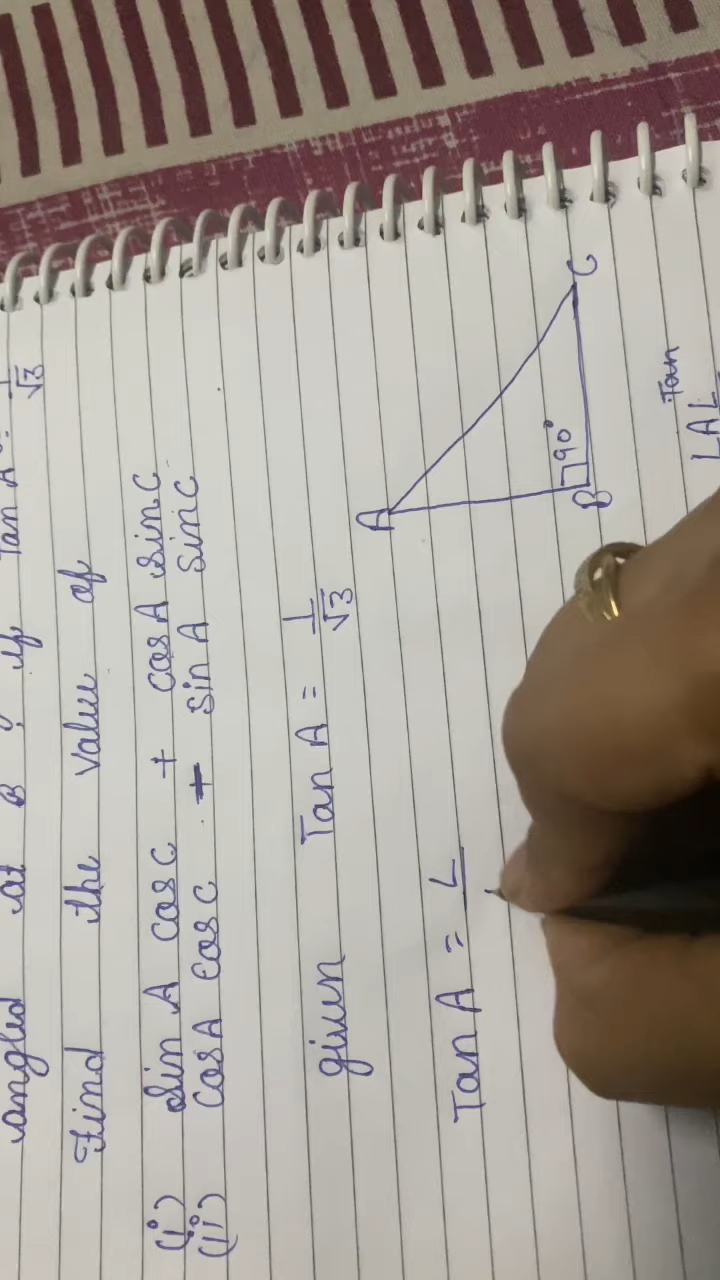 angled at B ; if Tan A = 1/√3
Find the value of
(i) sin A cos C + cos A sin C
(ii) cos A cos C + sin A sin C
given Tan A = 1/√3
A
90°
B C
Tan A = L
Tan
LAL